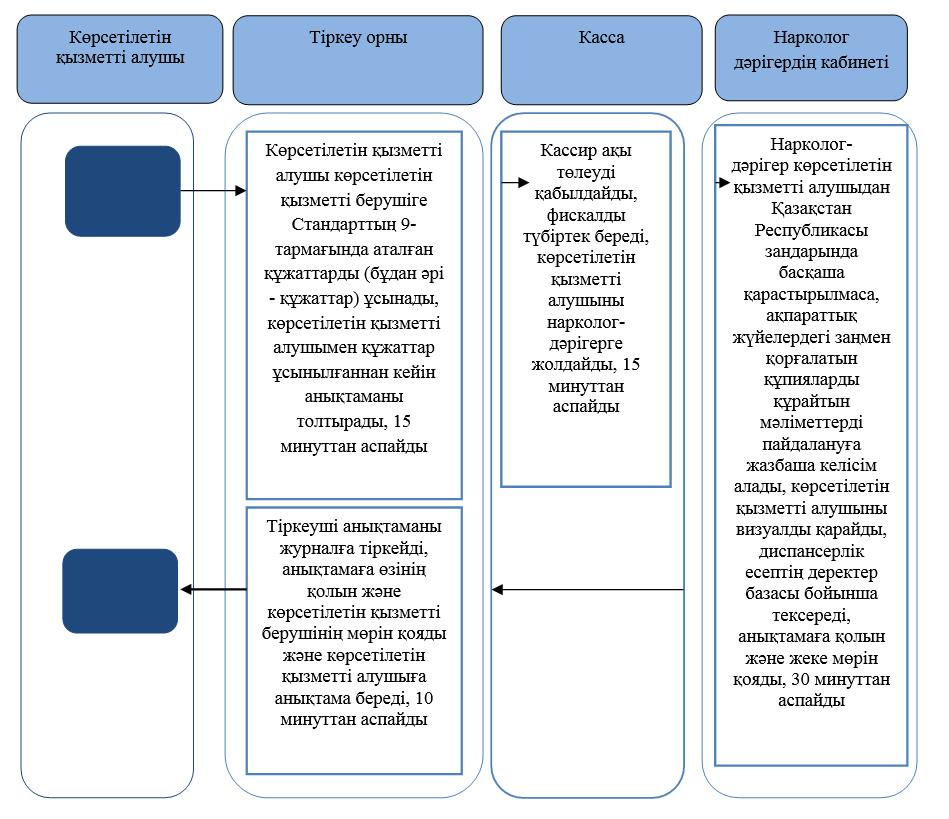 Көрсетілетін
қызметті алушы
Тіркеу орны
Касса
Нарколог
дәрігердің кабинеті
Көрсетілетін қызметті
алушы көрсетілетін
қызметті берушіге
Стандарттың 9-
тармағында аталған
құжаттарды (бұдан әрі
- құжаттар) ұсынады,
көрсетілетін қызметті
алушымен құжаттар
ұсынылғаннан кейін
анықтаманы
толтырады, 15
минуттан аспайды
Кассир ақы
төлеуді
қабылдайды,
фискалды
түбіртек береді,
көрсетілетін
қызметті
алушыны
нарколог-
дәрігерге
жолдайды, 15
минуттан
аспайды
Нарколог-
дәрігер көрсетілетін
қызметті алушыдан
Қазақстан
Республикасы
зандарында
басқаша
қарастырылмаса,
ақпараттық
жүйелердегі заңмен
қорғалатын
құпияларды
құрайтын
мәліметтерді
пайдалануға
жазбаша келісім
алады, көрсетілетін
қызметті алушыны
визуалды қарайды,
диспансерлік
есептің деректер
базасы бойынша
тексереді,
анықтамаға қолын
және жеке мөрін
қояды, 30 минуттан
аспайды
Тіркеуші анықтаманы
журналға тіркейді,
анықтамаға өзінің
қолын және
көрсетілетін қызметті
берушінің мөрін қояды
және көрсетілетін
қызметті алушыға
анықтама береді, 10
минуттан аспайды